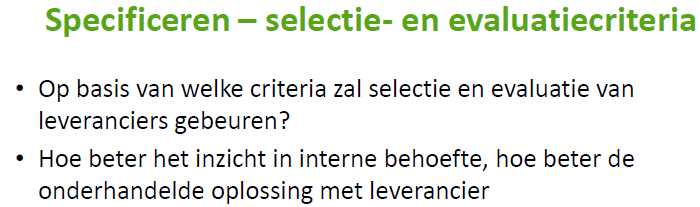 Specificeren – selectie- en evaluatiecriteria
• Op basis van welke criteria zal selectie en evaluatie van
leveranciers gebeuren?
• Hoe beter het inzicht in interne behoefte, hoe beter de
onderhandelde oplossing met leverancier